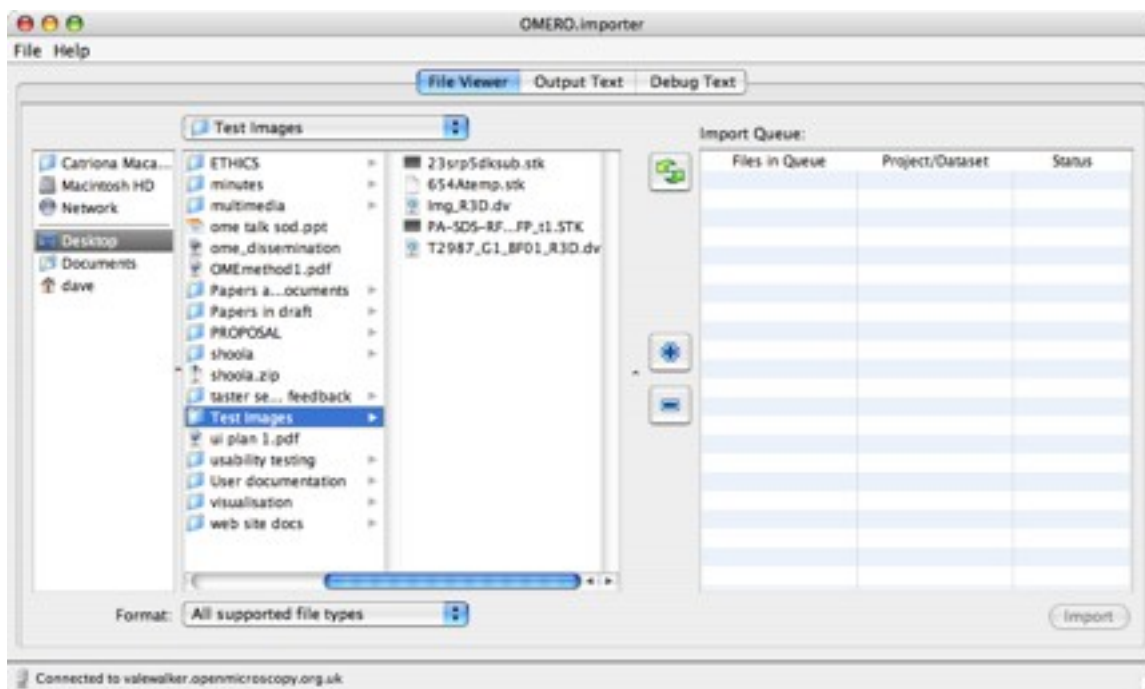 OMERO.importer
File Help
File Viewer Output Text Debug Text
Test Images
Import Queue:
Catriona Maca...
Macintosh HD
Network
Desktop
Documents
dave
ETHICS
minutes
multimedia
ome talk sod.ppt
ome_dissemination
OMEmethod1.pdf
Papers a...ocuments
Papers in draft
PROPOSAL
shoola
shoola.zip
taster se... feedback
Test Images
ui plan 1.pdf
usability testing
User documentation
visualisation
web site docs
23srp5dksub.stk
654Atemp.stk
Img_R3D.dv
PA-SDS-RF...FP_t1.STK
T2987_G1_BF01_R3D.dv
Files in Queue Project/Dataset Status
Format: All supported file types
Import
Connected to valewalker.openmicroscopy.org.uk